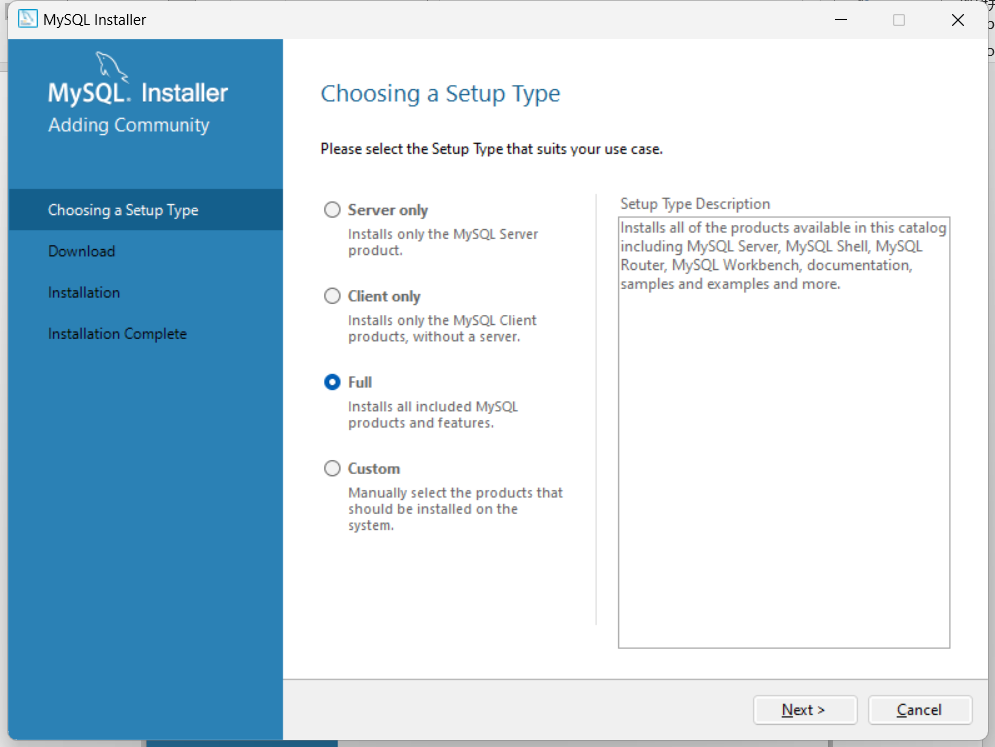 MySQL Installer
MySQL. Installer
Adding Community
Choosing a Setup Type
Download
Installation
Installation Complete
Choosing a Setup Type
Please select the Setup Type that suits your use case.
Server only
Installs only the MySQL Server
product.
Client only
Installs only the MySQL Client
products, without a server.
Full
Installs all included MySQL
products and features.
Custom
Manually select the products that
should be installed on the
system.
Setup Type Description
Installs all of the products available in this catalog
including MySQL Server, MySQL Shell, MySQL
Router, MySQL Workbench, documentation,
samples and examples and more.
Next >
Cancel